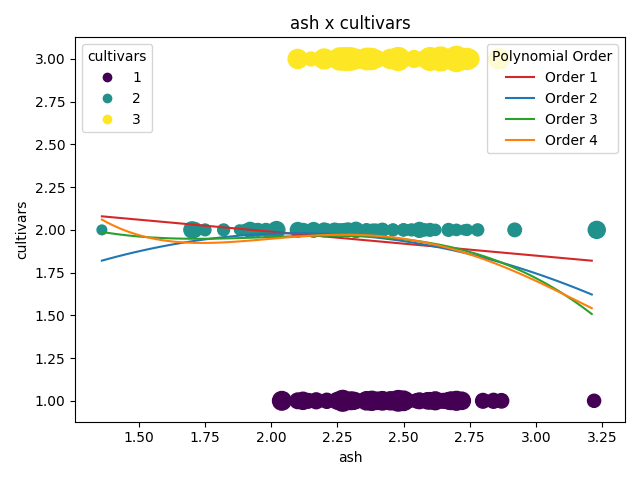 ash x cultivars
cultivars
1
2
3
Polynomial Order
Order 1
Order 2
Order 3
Order 4
3.00
2.75
2.50
2.25
2.00
1.75
1.50
1.25
1.00
cultivars
1.50 1.75 2.00 2.25 2.50 2.75 3.00 3.25
ash